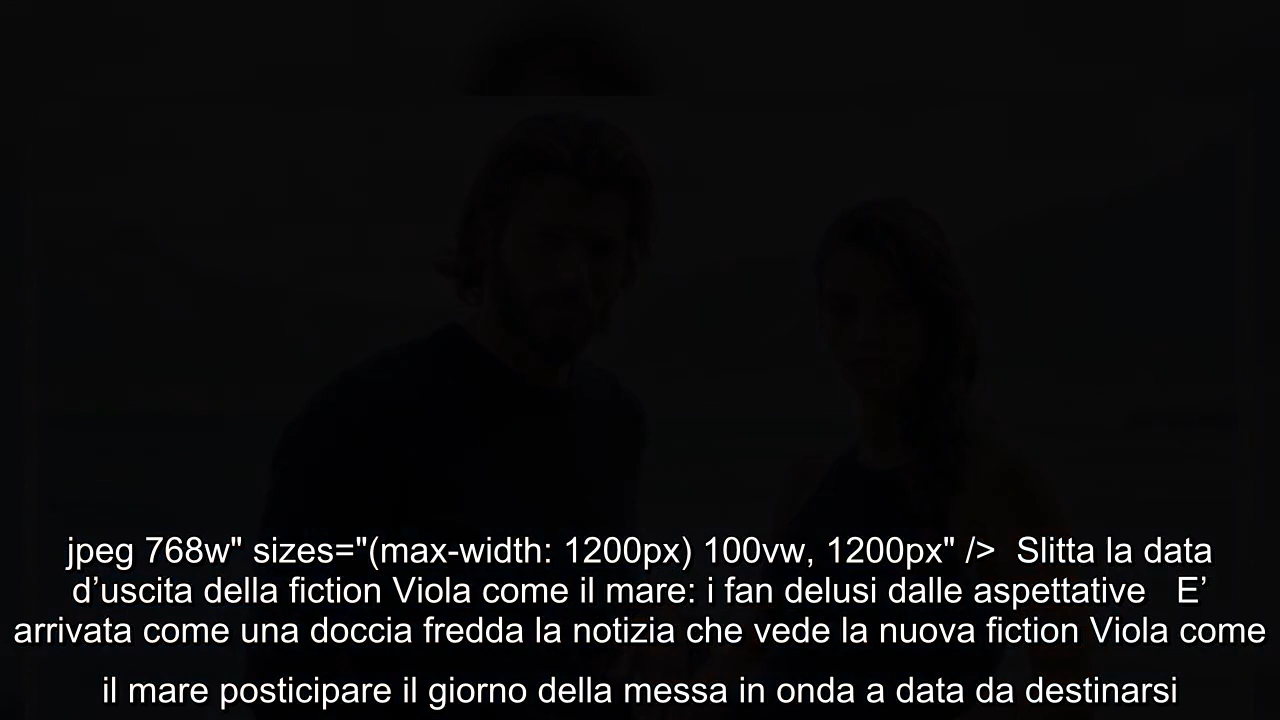 jpeg 768w" sizes="(max-width: 1200px) 100vw, 1200px" />  Slitta la data
d’uscita della fiction Viola come il mare: i fan delusi dalle aspettative   E’
arrivata come una doccia fredda la notizia che vede la nuova fiction Viola come
il mare posticipare il giorno della messa in onda a data da destinarsi